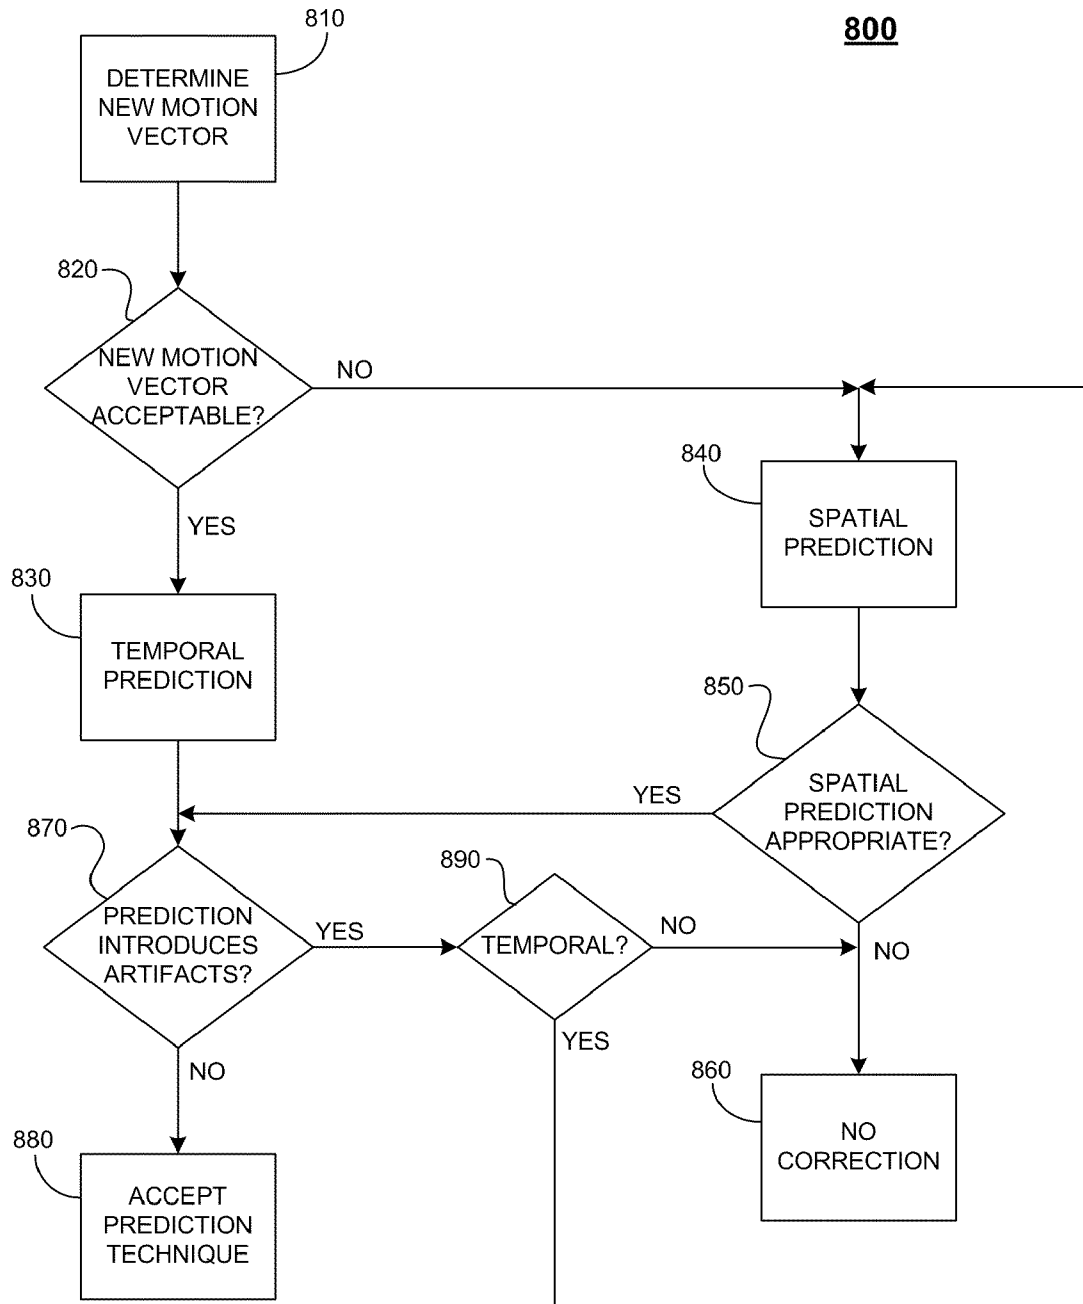 810
800
DETERMINE
NEW MOTION
VECTOR
820
NEW MOTION
VECTOR
ACCEPTABLE?
NO
YES
840
SPATIAL
PREDICTION
830
TEMPORAL
PREDICTION
850
SPATIAL
PREDICTION
APPROPRIATE?
YES
NO
870
PREDICTION
INTRODUCES
ARTIFACTS?
YES
NO
890
TEMPORAL?
NO
YES
860
NO
CORRECTION
880
ACCEPT
PREDICTION
TECHNIQUE